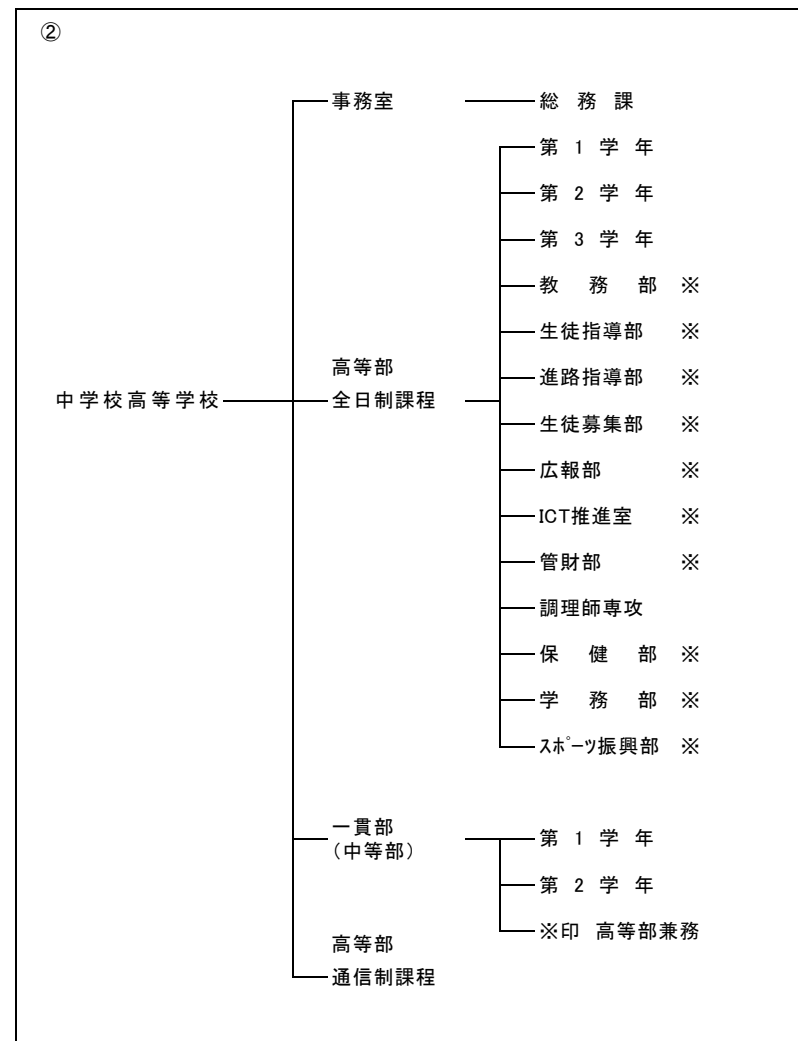 ②
事務室 総務課
第1学年
第2学年
第3学年
教務部 ※
生徒指導部 ※
高等部
進路指導部 ※
中学校高等学校 全日制課程
生徒募集部 ※
広報部 ※
ICT推進室 ※
管財部 ※
調理師専攻
保健部 ※
学務部 ※
ｽﾎﾟｰﾂ振興部 ※
一貫部
(中等部)
第1学年
第2学年
※印 高等部兼務
高等部
通信制課程